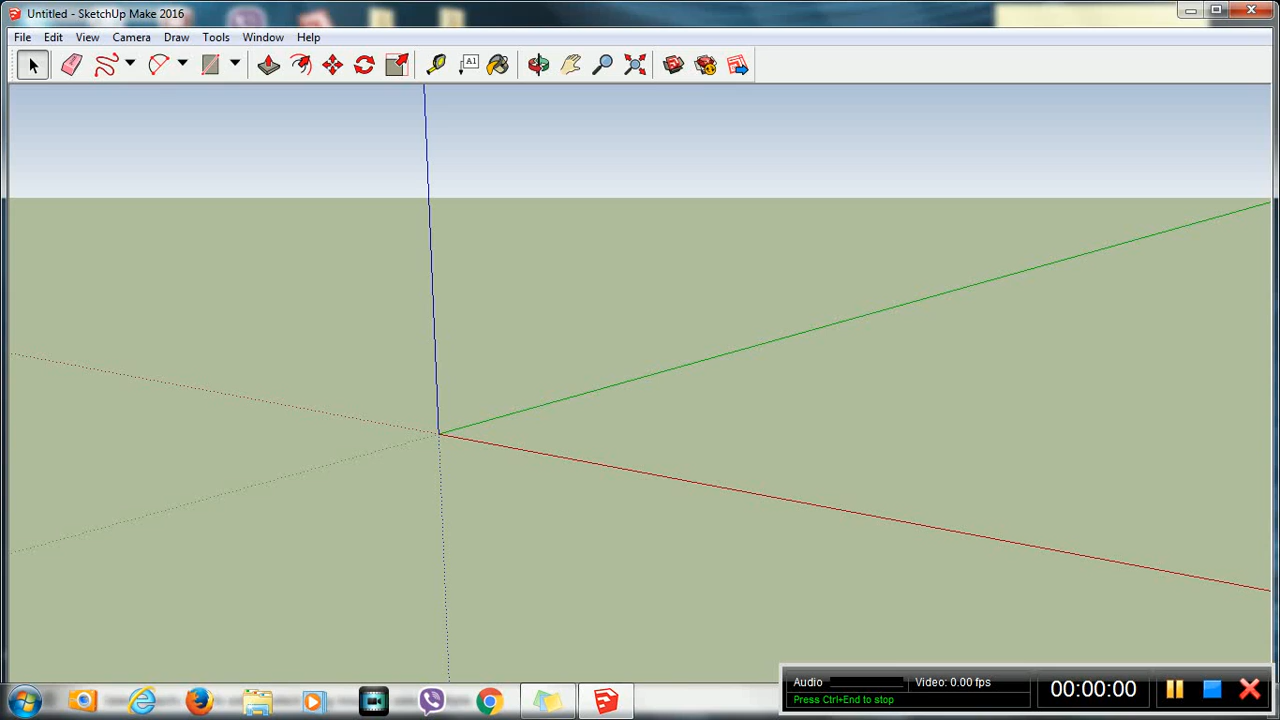 Untitled - SketchUp Make 2016
File Edit View Camera Draw Tools Window Help
A1
Audio
Video: 0.00 fps
Press Ctrl+End to stop
00:00:00